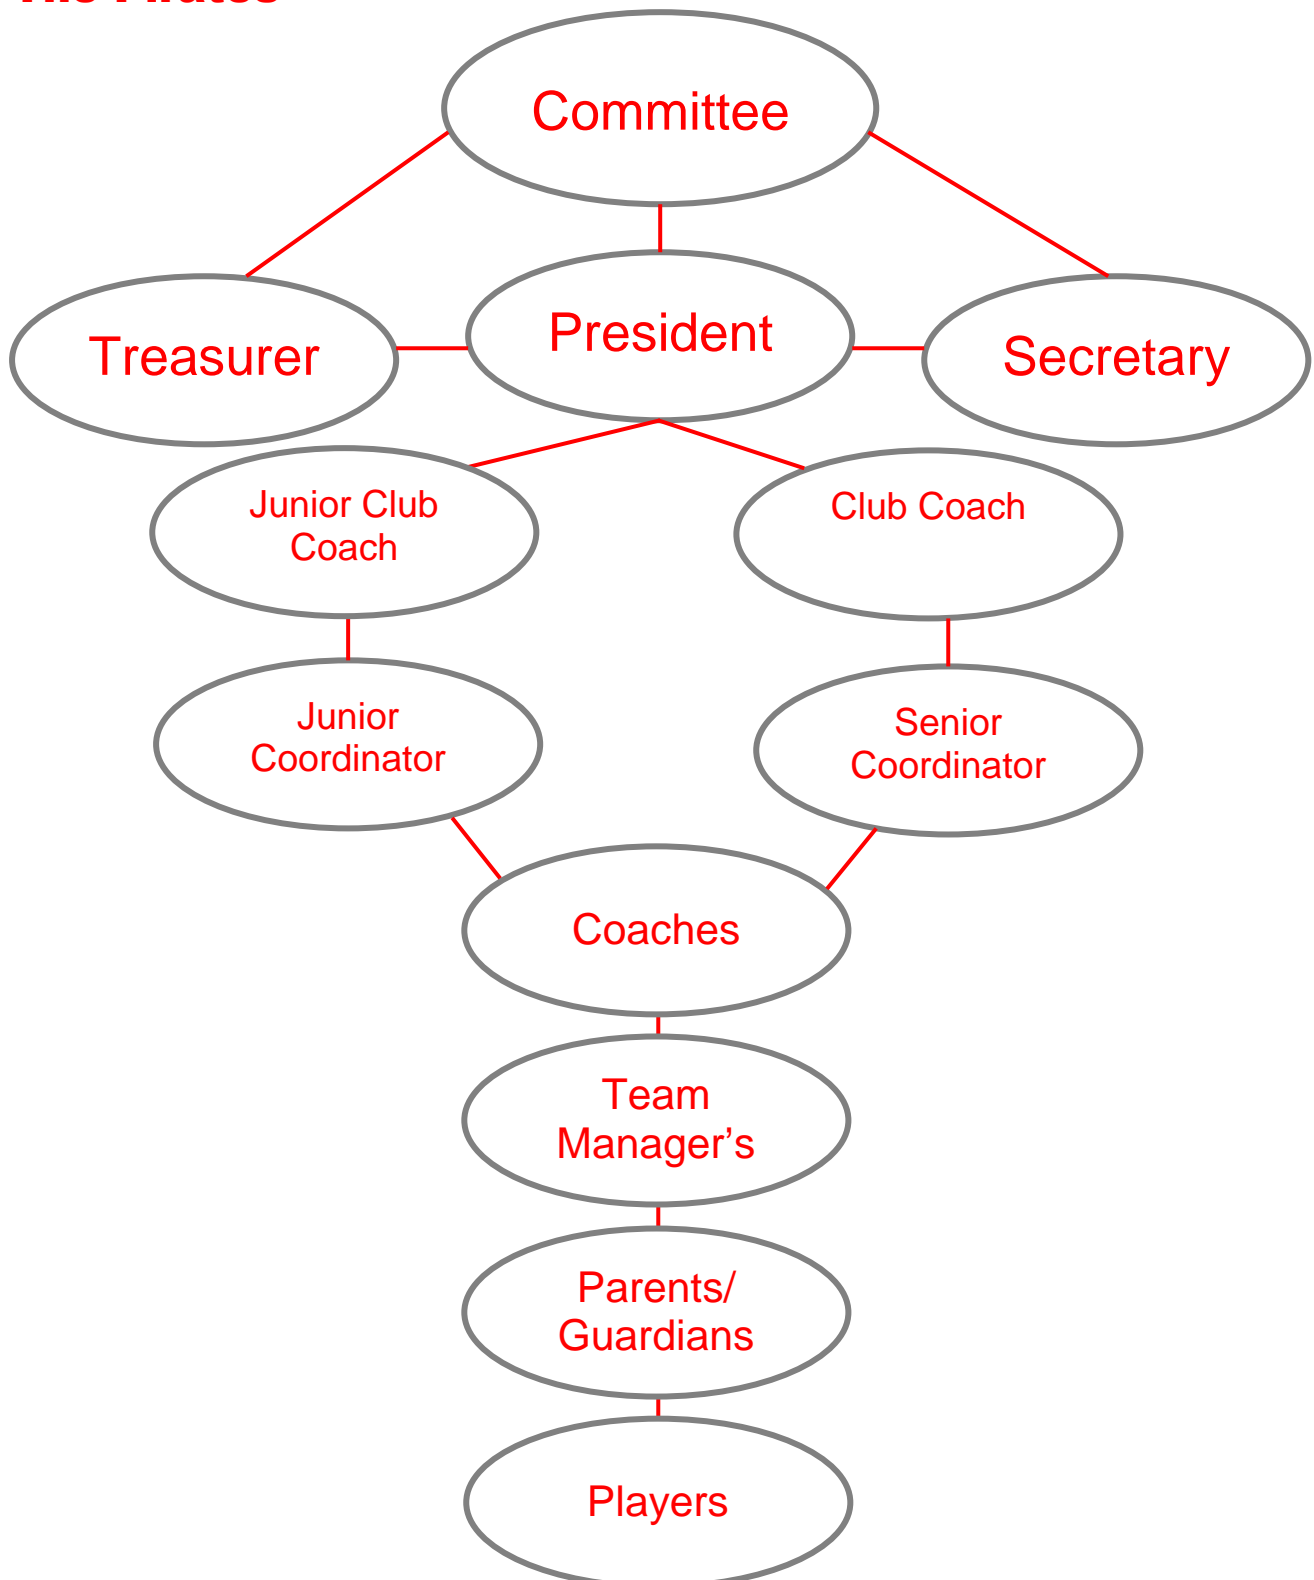 Committee
President
Treasurer
Secretary
Junior Club
Coach
Club Coach
Junior
Coordinator
Senior
Coordinator
Coaches
Team
Manager’s
Parents/
Guardians
Players